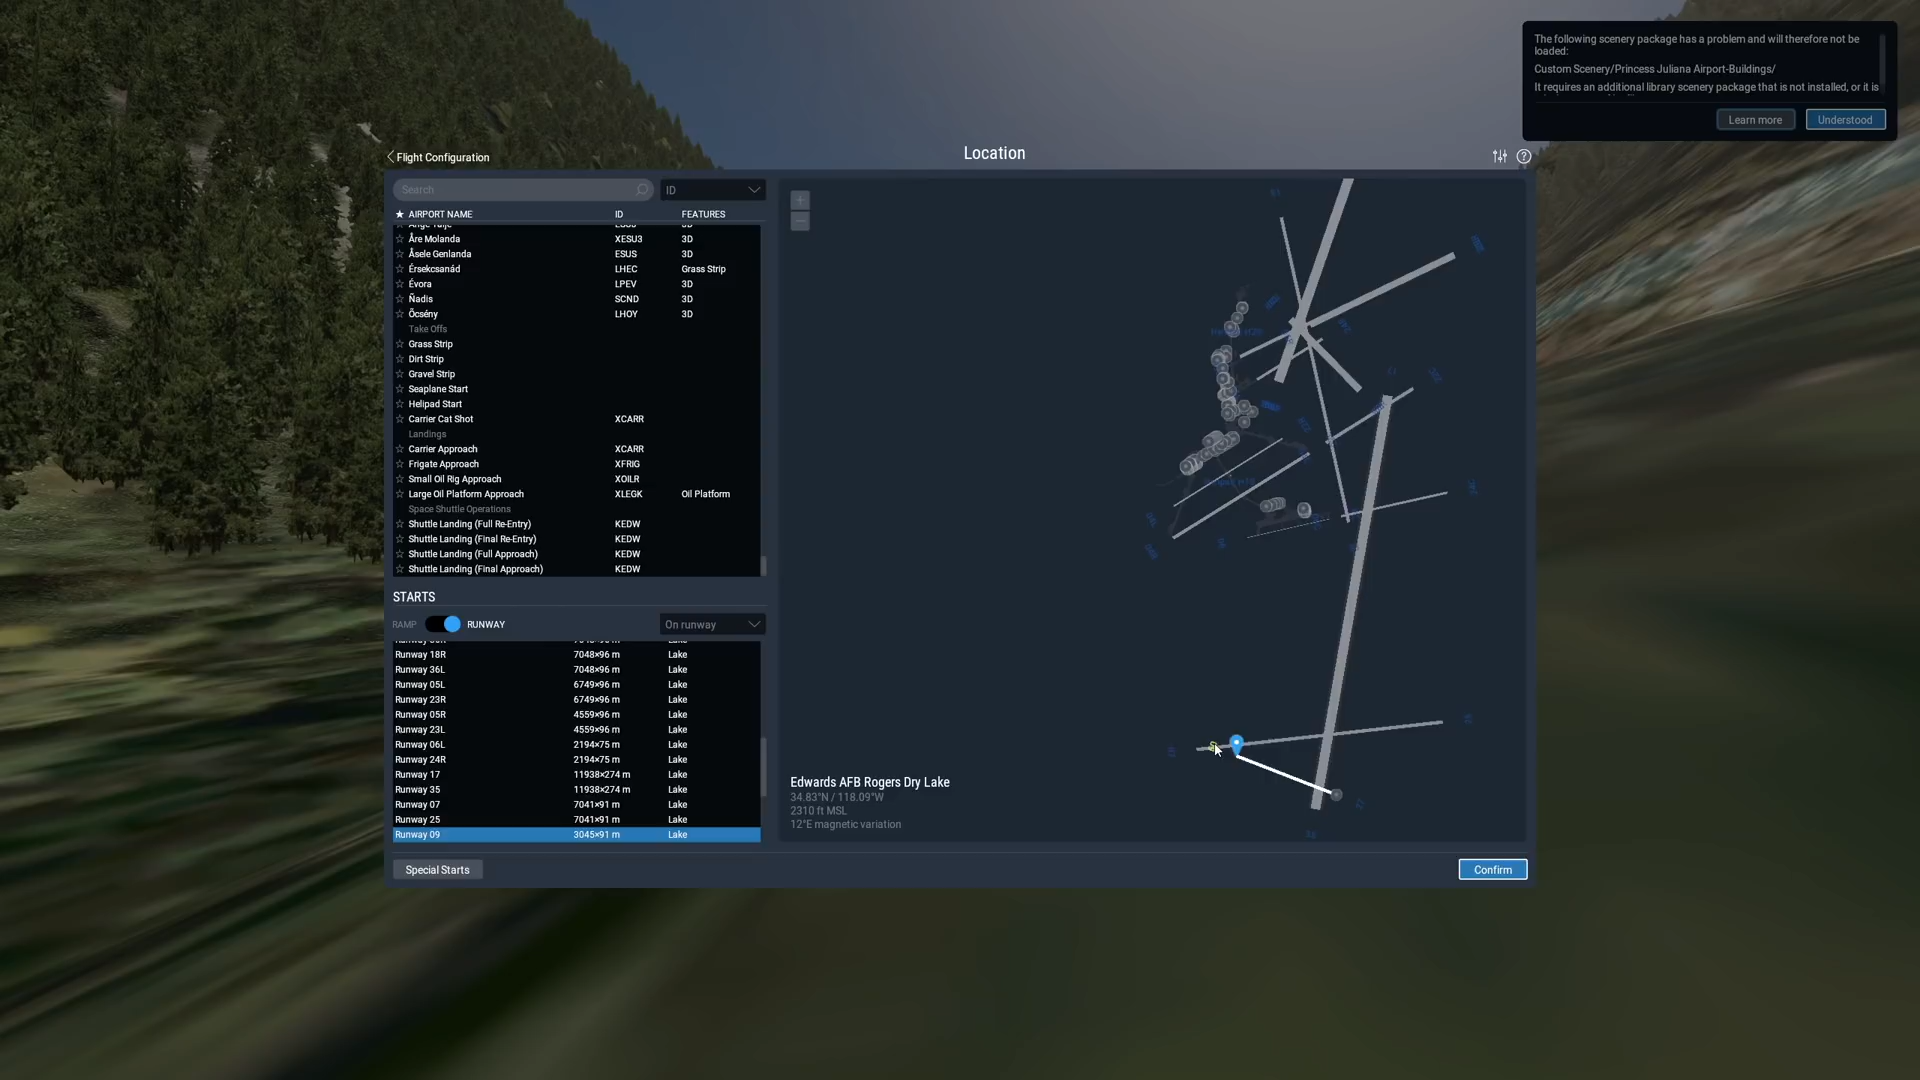 The following scenery package has a problem and will therefore not be
loaded:
Custom Scenery/Princess Juliana Airport-Buildings/
It requires an additional library scenery package that is not installed, or it is
Learn more
Understood
Flight Configuration
Location
Search
ID
AIRPORT NAME ID FEATURES
Åre Molanda XESU3 3D
Åsele Genlanda ESUS 3D
Érsekcsanád LHEC Grass Strip
Évora LPEV 3D
Ñadis SCND 3D
Őcsény LHOY 3D
Take Offs
Grass Strip
Dirt Strip
Gravel Strip
Seaplane Start
Helipad Start
Carrier Cat Shot XCARR
Landings
Carrier Approach XCARR
Frigate Approach XFRIG
Small Oil Rig Approach XOILR
Large Oil Platform Approach XLEGK Oil Platform
Space Shuttle Operations
Shuttle Landing (Full Re-Entry) KEDW
Shuttle Landing (Final Re-Entry) KEDW
Shuttle Landing (Full Approach) KEDW
Shuttle Landing (Final Approach) KEDW
STARTS
RAMP RUNWAY
On runway
Runway 18R 7048×96 m Lake
Runway 36L 7048×96 m Lake
Runway 05L 6749×96 m Lake
Runway 23R 6749×96 m Lake
Runway 05R 4559×96 m Lake
Runway 23L 4559×96 m Lake
Runway 06L 2194×75 m Lake
Runway 24R 2194×75 m Lake
Runway 17 11938×274 m Lake
Runway 35 11938×274 m Lake
Runway 07 7041×91 m Lake
Runway 25 7041×91 m Lake
Runway 09 3045×91 m Lake
Edwards AFB Rogers Dry Lake
34.83°N / 118.09°W
2310 ft MSL
12°E magnetic variation
Special Starts
Confirm